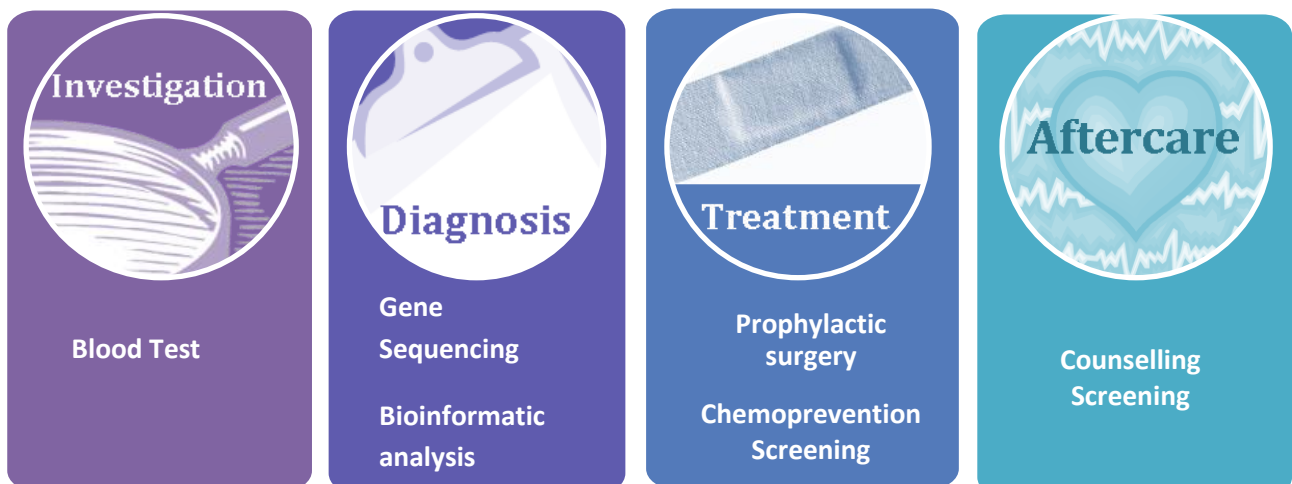 Investigation
Blood Test
Diagnosis
Gene
Sequencing
Bioinformatic
analysis
Treatment
Prophylactic
surgery
Chemoprevention
Screening
Aftercare
Counselling
Screening